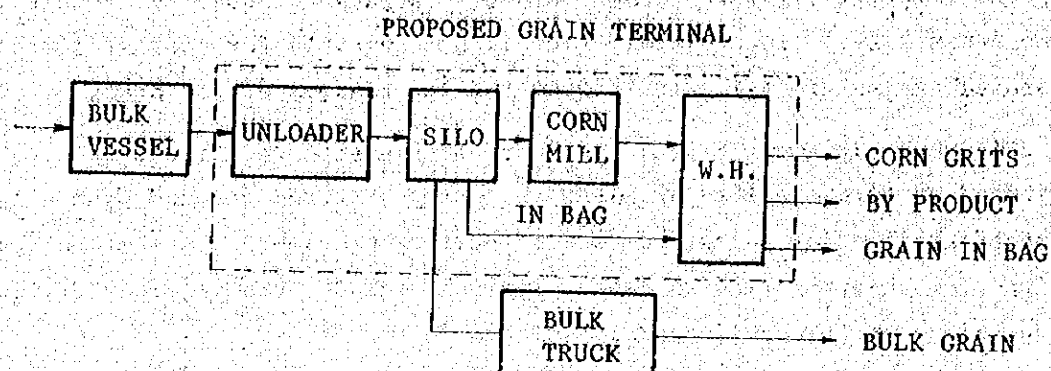 PROPOSED GRAIN TERMINAL
BULK
VESSEL
UNLOADER
SILO
CORN
MILL
W.H.
IN BAG
CORN GRITS
BY PRODUCT
GRAIN IN BAG
BULK
TRUCK
BULK GRAIN